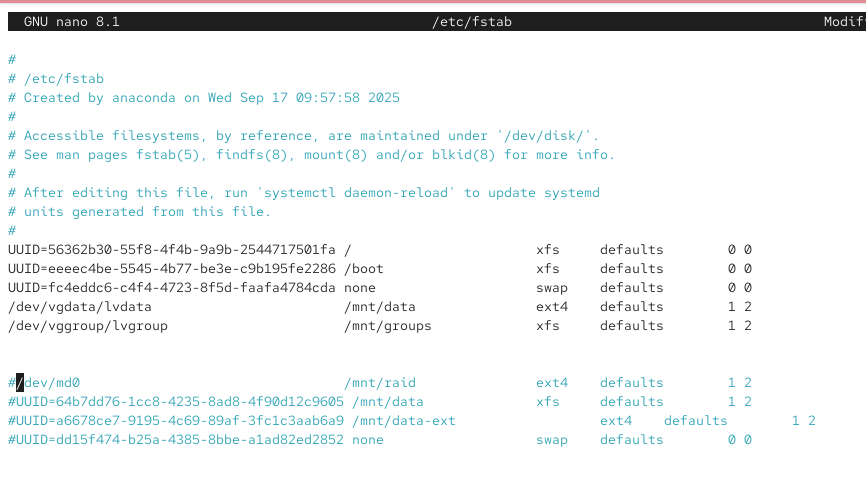 GNU nano 8.1 /etc/fstab Modif
#
# /etc/fstab
# Created by anaconda on Wed Sep 17 09:57:58 2025
#
# Accessible filesystems, by reference, are maintained under '/dev/disk/'.
# See man pages fstab(5), findfs(8), mount(8) and/or blkid(8) for more info.
#
# After editing this file, run 'systemctl daemon-reload' to update systemd
# units generated from this file.
#
UUID=56362b30-55f8-4f4b-9a9b-2544717501fa / xfs defaults 0 0
UUID=eeeec4be-5545-4b77-be3e-c9b195fe2286 /boot xfs defaults 0 0
UUID=fc4eddc6-c4f4-4723-8f5d-faafa4784cda none swap defaults 0 0
/dev/vgdata/lvdata /mnt/data ext4 defaults 1 2
/dev/vggroup/lvgroup /mnt/groups xfs defaults 1 2
#/dev/md0 /mnt/raid ext4 defaults 1 2
#UUID=64b7dd76-1cc8-4235-8ad8-4f90d12c9605 /mnt/data xfs defaults 1 2
#UUID=a6678ce7-9195-4c69-89af-3fc1c3aab6a9 /mnt/data-ext ext4 defaults 1 2
#UUID=dd15f474-b25a-4385-8bbe-a1ad82ed2852 none swap defaults 0 0